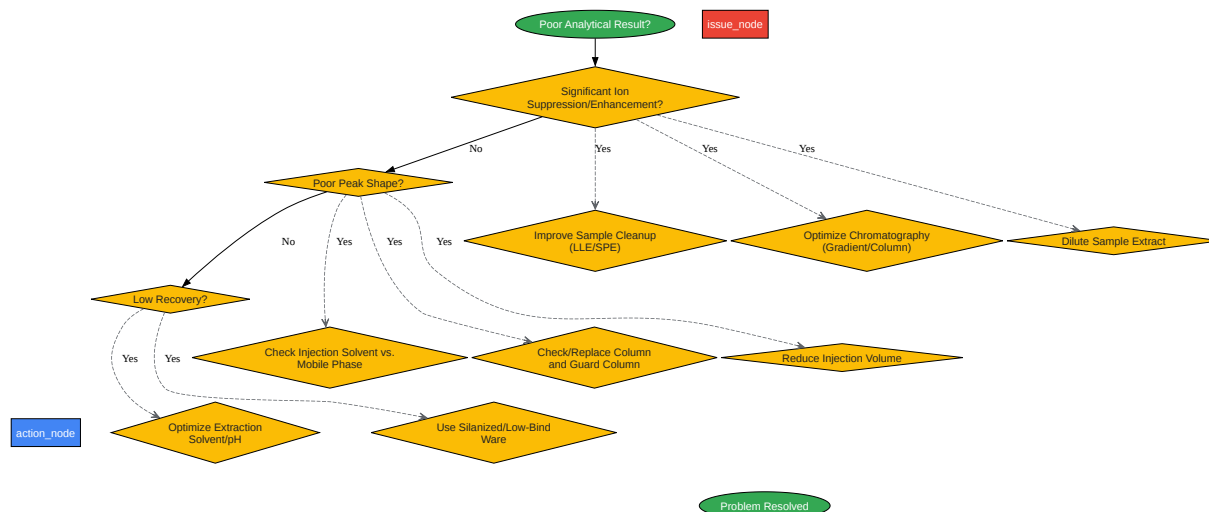 Poor Analytical Result?
issue_node
Significant Ion
Suppression/Enhancement?
No
Yes
Yes
Yes
Poor Peak Shape?
Improve Sample Cleanup
(LLE/SPE)
Optimize Chromatography
(Gradient/Column)
Dilute Sample Extract
No
Yes
Yes
Yes
Low Recovery?
Check Injection Solvent vs.
Mobile Phase
Check/Replace Column
and Guard Column
Reduce Injection Volume
Yes
Yes
action_node
Optimize Extraction
Solvent/pH
Use Silanized/Low-Bind
Ware
Problem Resolved